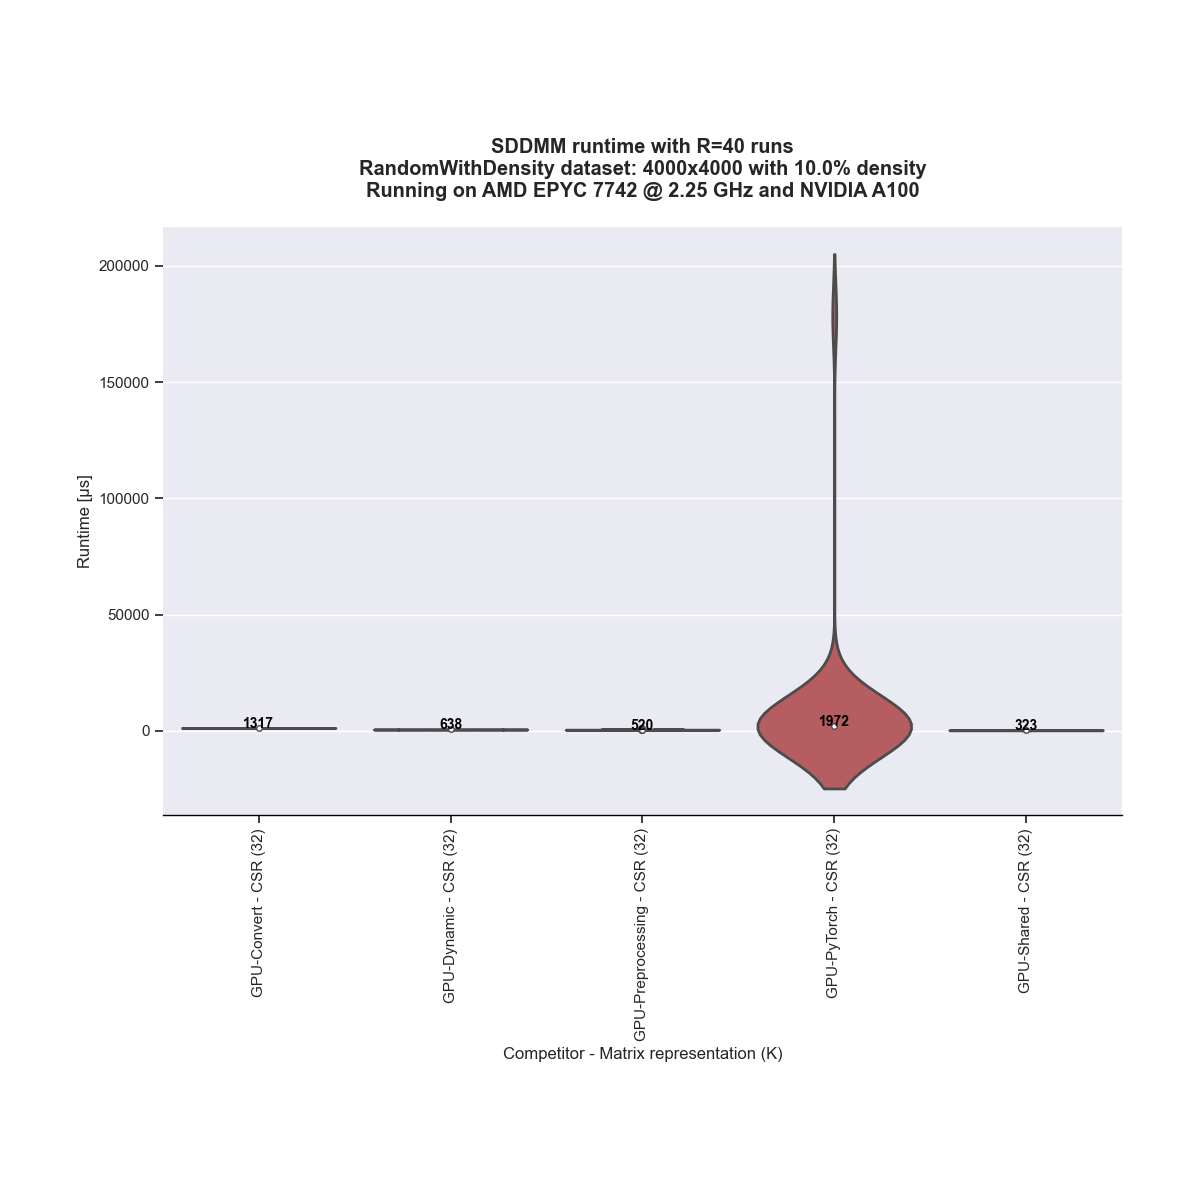 SDDMM runtime with R=40 runs
RandomWithDensity dataset: 4000x4000 with 10.0% density
Running on AMD EPYC 7742 @ 2.25 GHz and NVIDIA A100
Runtime [µs]
200000
150000
100000
50000
0
1317
638
520
1972
323
GPU-Convert - CSR (32)
GPU-Dynamic - CSR (32)
GPU-Preprocessing - CSR (32)
GPU-PyTorch - CSR (32)
GPU-Shared - CSR (32)
Competitor - Matrix representation (K)